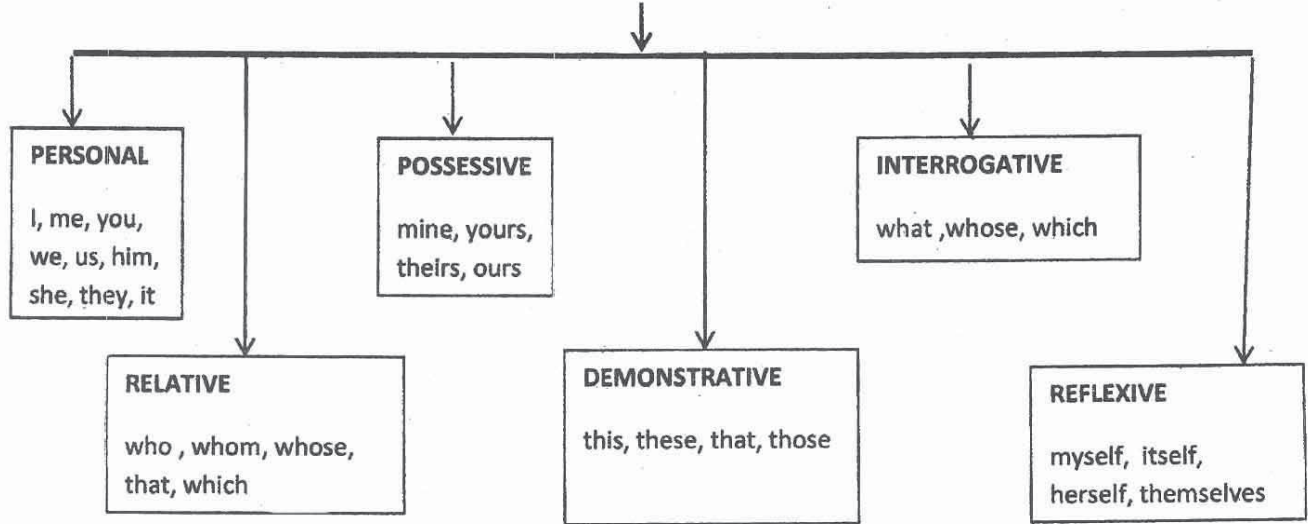 PERSONAL
I, me, you,
we, us, him,
she, they, it
POSSESSIVE
mine, yours,
theirs, ours
INTERROGATIVE
what ,whose, which
RELATIVE
who , whom, whose,
that, which
DEMONSTRATIVE
this, these, that, those
REFLEXIVE
myself, itself,
herself, themselves